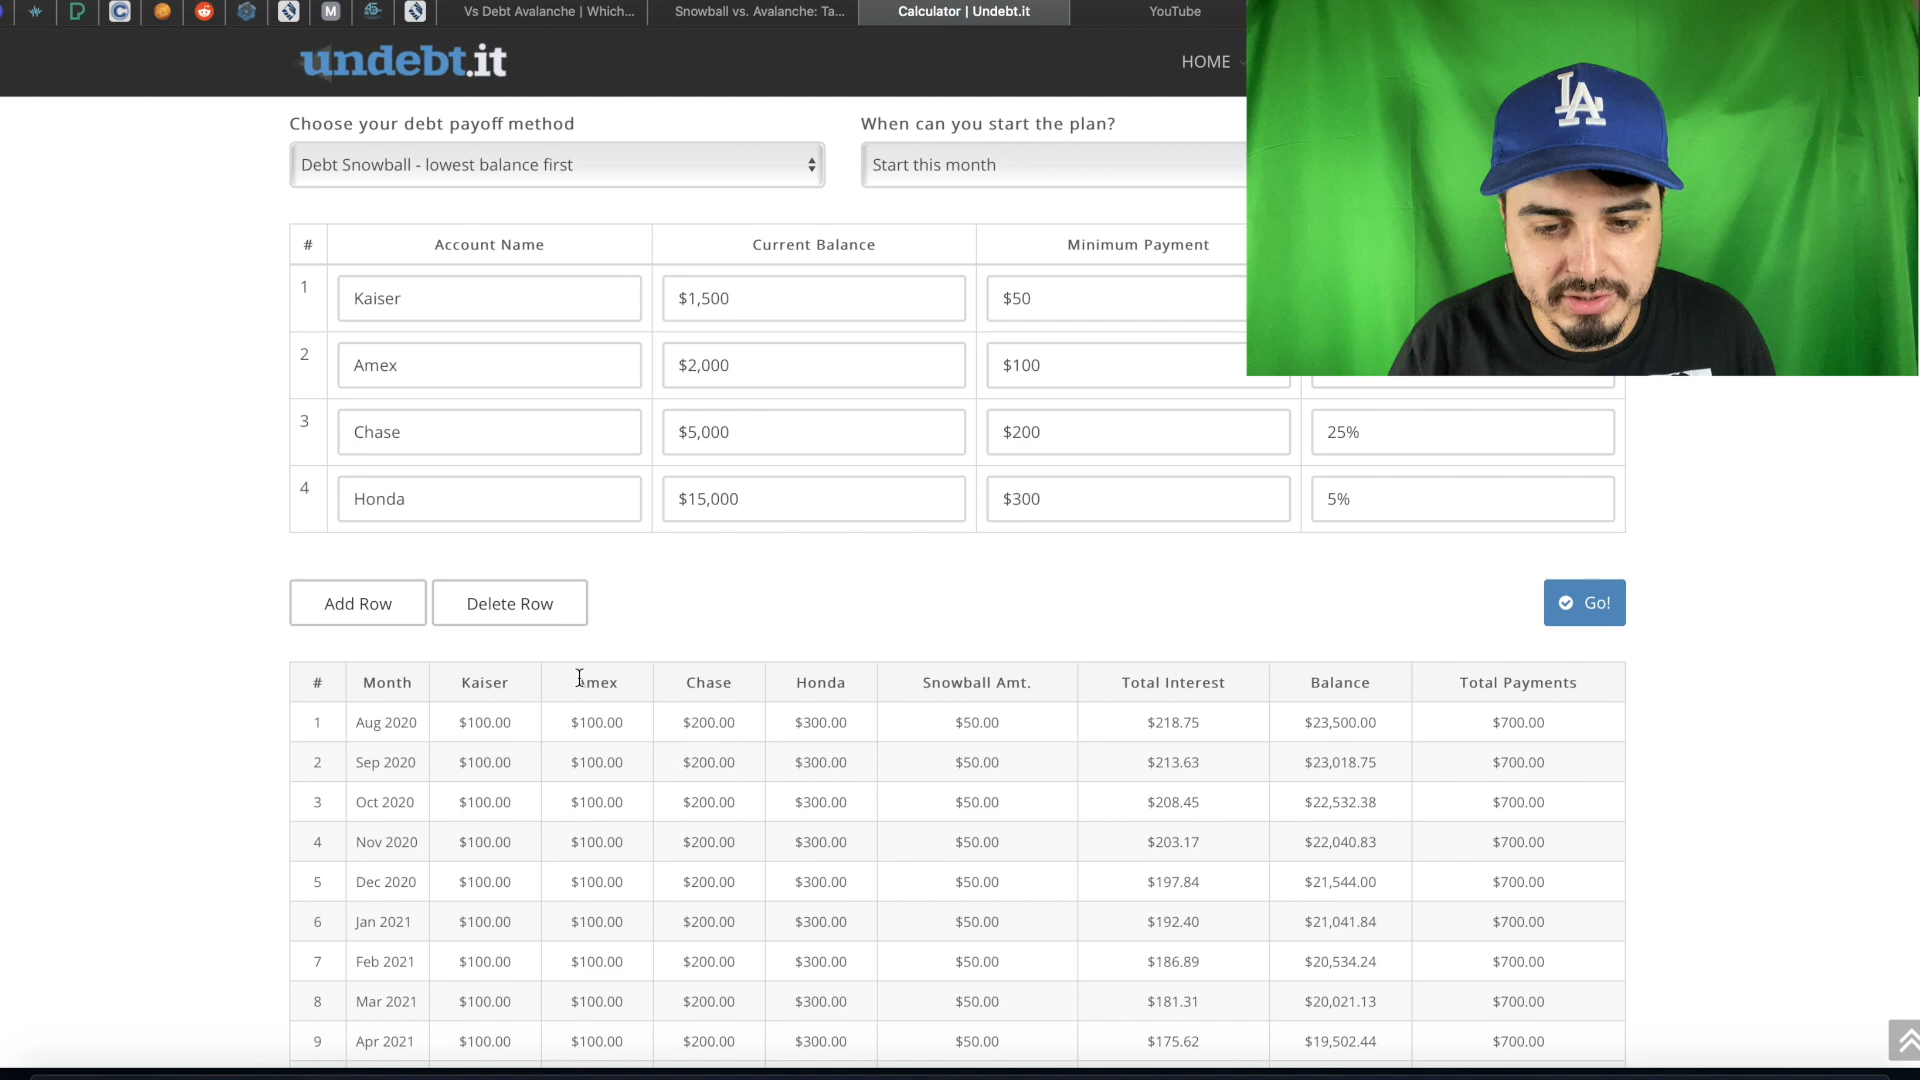 Vs Debt Avalanche | Which...
Snowball vs. Avalanche: Ta...
Calculator | Undebt.it
YouTube
undebt.it
HOME
LA
Choose your debt payoff method
When can you start the plan?
Debt Snowball - lowest balance first
Start this month
# Account Name Current Balance Minimum Payment
1 Kaiser $1,500 $50
2 Amex $2,000 $100
3 Chase $5,000 $200 25%
4 Honda $15,000 $300 5%
Add Row Delete Row Go!
# Month Kaiser Amex Chase Honda Snowball Amt. Total Interest Balance Total Payments
1 Aug 2020 $100.00 $100.00 $200.00 $300.00 $50.00 $218.75 $23,500.00 $700.00
2 Sep 2020 $100.00 $100.00 $200.00 $300.00 $50.00 $213.63 $23,018.75 $700.00
3 Oct 2020 $100.00 $100.00 $200.00 $300.00 $50.00 $208.45 $22,532.38 $700.00
4 Nov 2020 $100.00 $100.00 $200.00 $300.00 $50.00 $203.17 $22,040.83 $700.00
5 Dec 2020 $100.00 $100.00 $200.00 $300.00 $50.00 $197.84 $21,544.00 $700.00
6 Jan 2021 $100.00 $100.00 $200.00 $300.00 $50.00 $192.40 $21,041.84 $700.00
7 Feb 2021 $100.00 $100.00 $200.00 $300.00 $50.00 $186.89 $20,534.24 $700.00
8 Mar 2021 $100.00 $100.00 $200.00 $300.00 $50.00 $181.31 $20,021.13 $700.00
9 Apr 2021 $100.00 $100.00 $200.00 $300.00 $50.00 $175.62 $19,502.44 $700.00